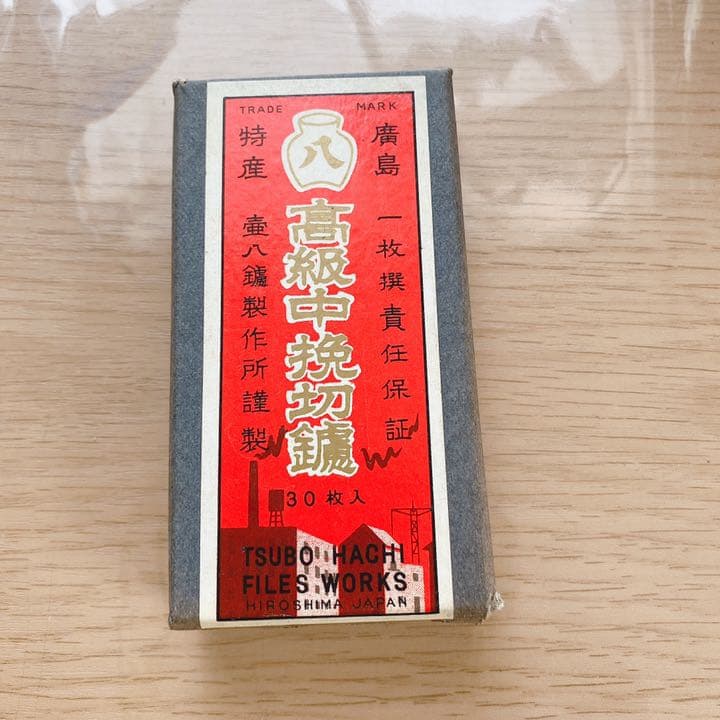 TRADE MARK
八
廣島
特産
一枚撰責任保証
高級中挽切鑢
壷八鑢製作所謹製
30枚入
TSUBO HACHI
FILES WORKS
HIROSHIMA JAPAN